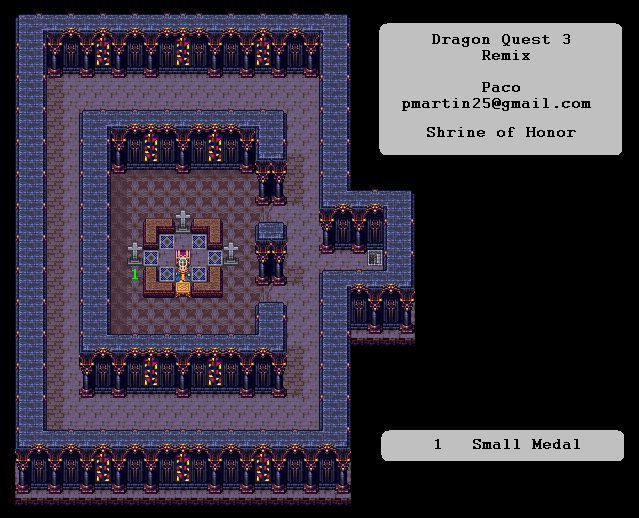 Dragon Quest 3
Remix
Paco
pmartin25@gmail.com
Shrine of Honor
1
1 Small Medal